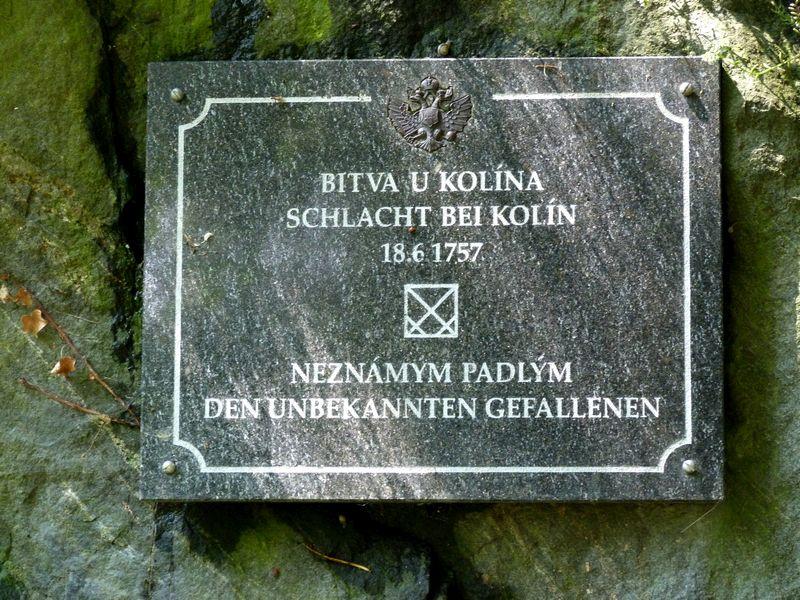 BITVA U KOLÍNA
SCHLACHT BEI KOLÍN
18.6 1757
NEZNÁMYM PADLÝM
DEN UNBEKANNTEN GEFALLENEN